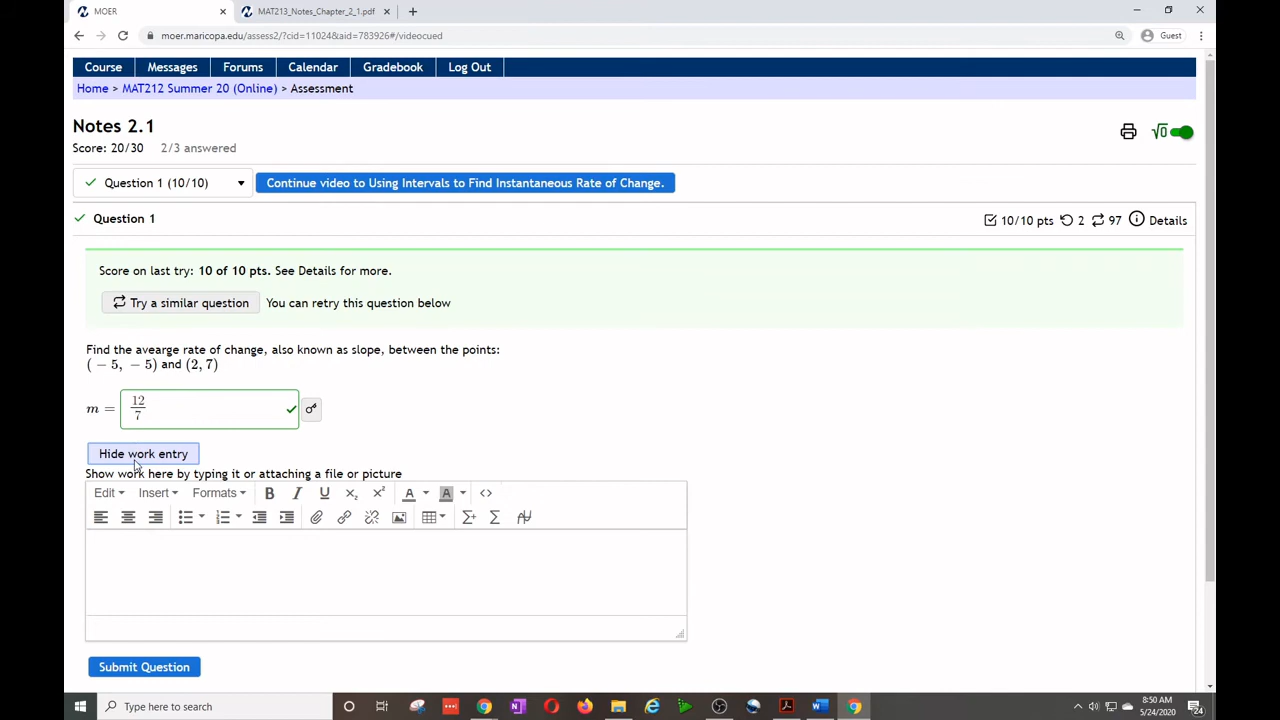 MOER
MAT213_Notes_Chapter_2_1.pdf
moer.maricopa.edu/assess2/?cid=11024&aid=783926#/videocued
Guest
Course Messages Forums Calendar Gradebook Log Out
Home > MAT212 Summer 20 (Online) > Assessment
Notes 2.1
Score: 20/30 2/3 answered
√0
Question 1 (10/10) Continue video to Using Intervals to Find Instantaneous Rate of Change.
Question 1
10/10 pts 2 97 Details
Score on last try: 10 of 10 pts. See Details for more.
Try a similar question You can retry this question below
Find the avearge rate of change, also known as slope, between the points:
(−5, −5) and (2, 7)
m = 12/7
Hide work entry
Show work here by typing it or attaching a file or picture
Edit Insert Formats B I U X₂ X² A A <>
Σ+ Σ
Submit Question
Type here to search
8:50 AM
5/24/2020
24